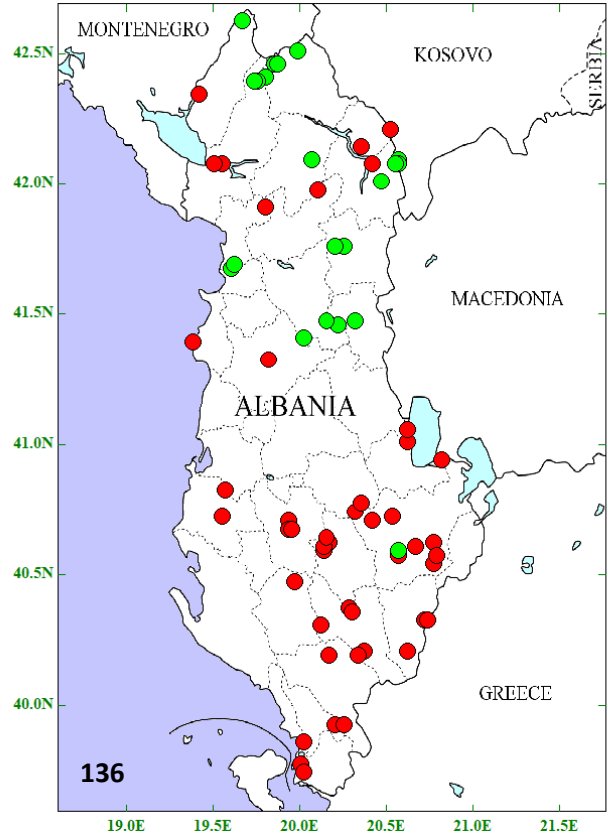 MONTENEGRO
42.5N
KOSOVO
SERBIA
42.0N
41.5N
MACEDONIA
ALBANIA
41.0N
40.5N
40.0N
GREECE
136
19.0E 19.5E 20.0E 20.5E 21.0E 21.5E